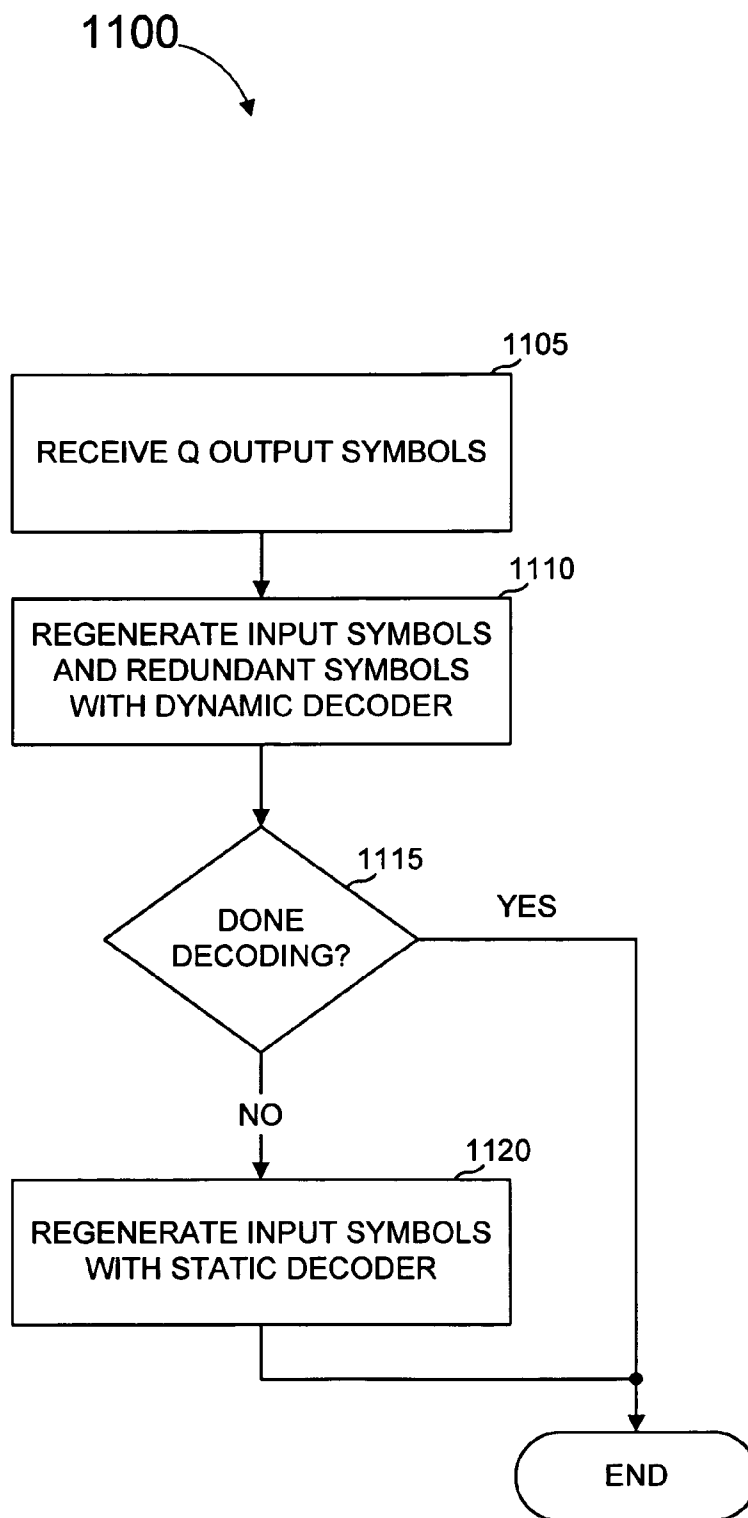 1100
1105
RECEIVE Q OUTPUT SYMBOLS
1110
REGENERATE INPUT SYMBOLS
AND REDUNDANT SYMBOLS
WITH DYNAMIC DECODER
1115
DONE
DECODING?
YES
NO
1120
REGENERATE INPUT SYMBOLS
WITH STATIC DECODER
END